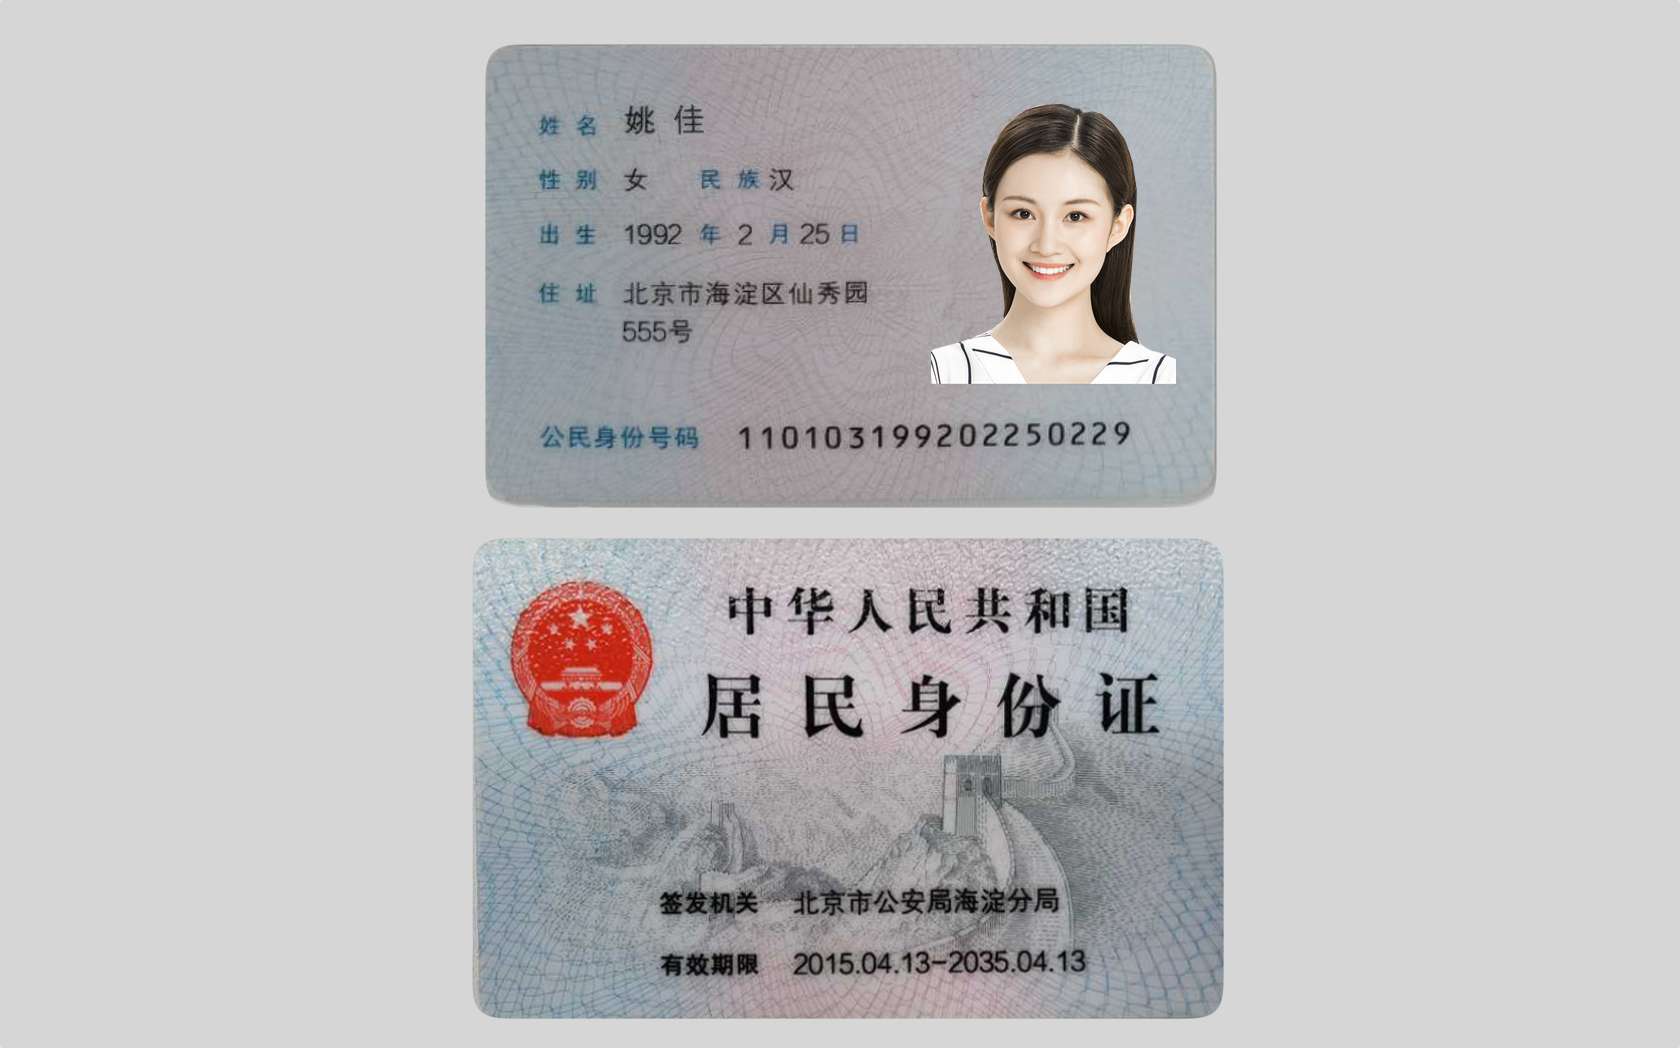 姓名 姚佳
性别 女 民族 汉
出生 1992 年 2 月 25 日
住址 北京市海淀区仙秀园
555号
公民身份号码 110103199202250229
中华人民共和国
居民身份证
签发机关 北京市公安局海淀分局
有效期限 2015.04.13-2035.04.13